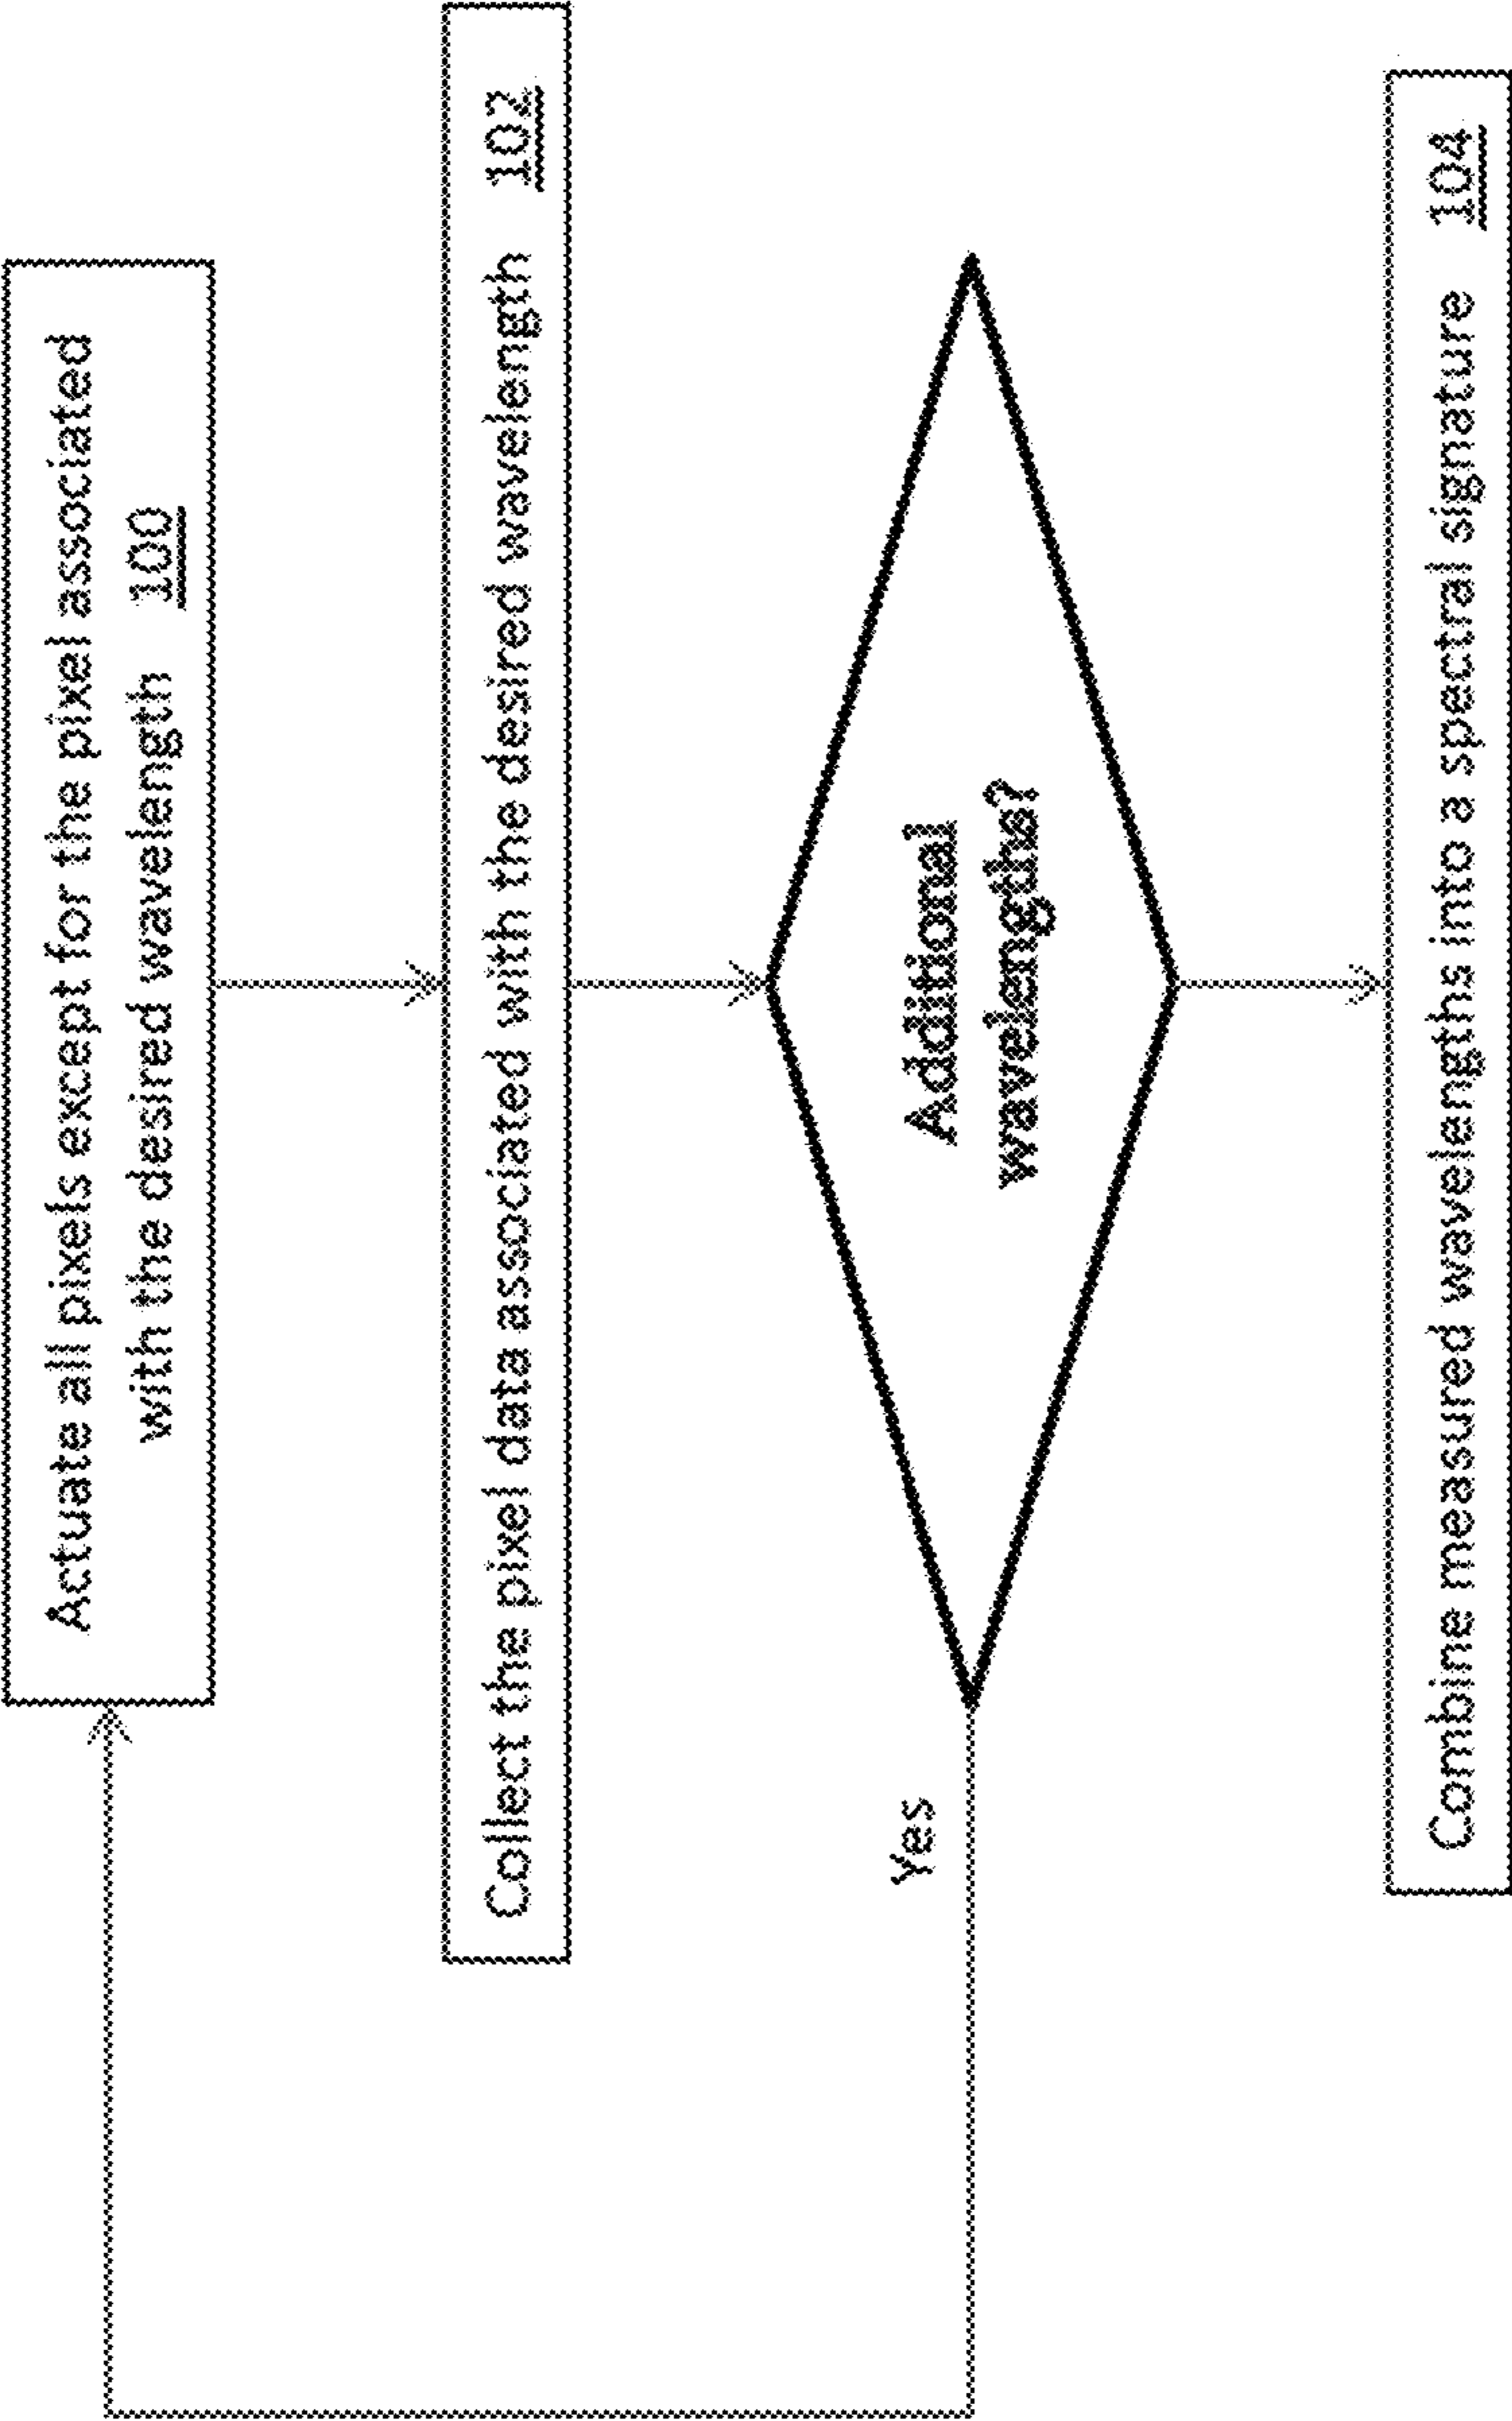 Actuate all pixels except for the pixel associated
with the desired wavelength 100
Collect the pixel data associated with the desired wavelength 102
Additional
wavelengths?
Yes
Combine measured wavelengths into a spectral signature 104